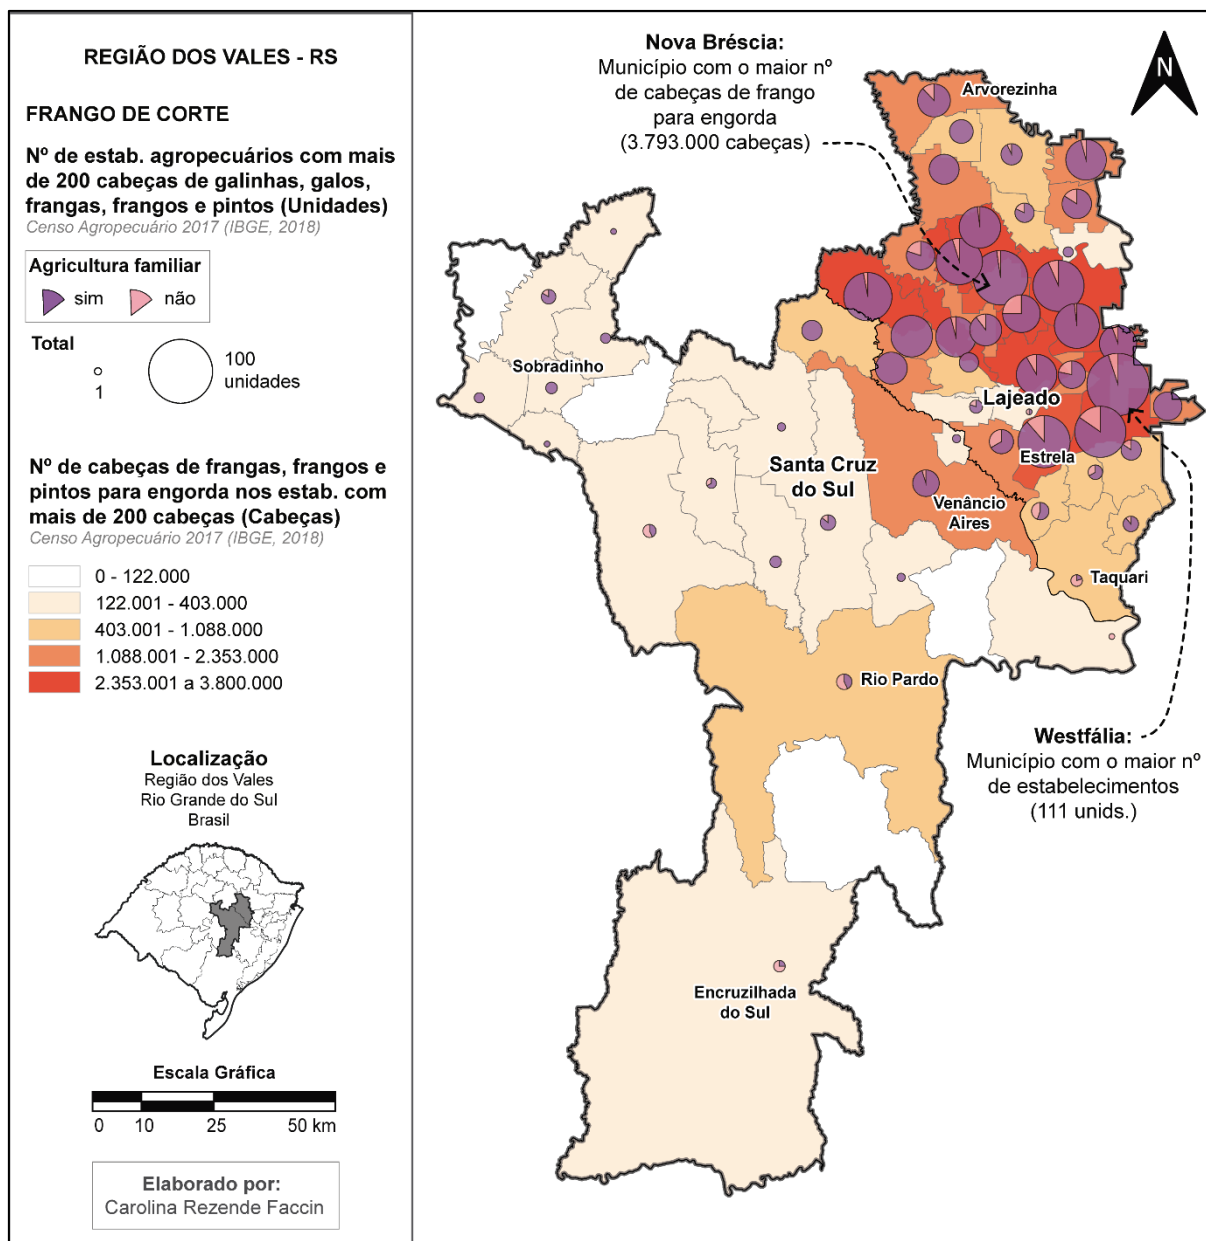 REGIÃO DOS VALES - RS
FRANGO DE CORTE
Nº de estab. agropecuários com mais
de 200 cabeças de galinhas, galos,
frangas, frangos e pintos (Unidades)
Censo Agropecuário 2017 (IBGE, 2018)
Agricultura familiar
sim não
Total
1
100
unidades
Nº de cabeças de frangas, frangos e
pintos para engorda nos estab. com
mais de 200 cabeças (Cabeças)
Censo Agropecuário 2017 (IBGE, 2018)
0 - 122.000
122.001 - 403.000
403.001 - 1.088.000
1.088.001 - 2.353.000
2.353.001 a 3.800.000
Localização
Região dos Vales
Rio Grande do Sul
Brasil
Escala Gráfica
0 10 25 50 km
Elaborado por:
Carolina Rezende Faccin
Nova Bréscia:
Município com o maior nº
de cabeças de frango
para engorda
(3.793.000 cabeças)
N
Arvorezinha
Sobradinho
Lajeado
Estrela
Santa Cruz
do Sul
Venâncio
Aires
Taquari
Rio Pardo
Westfália:
Município com o maior nº
de estabelecimentos
(111 unids.)
Encruzilhada
do Sul